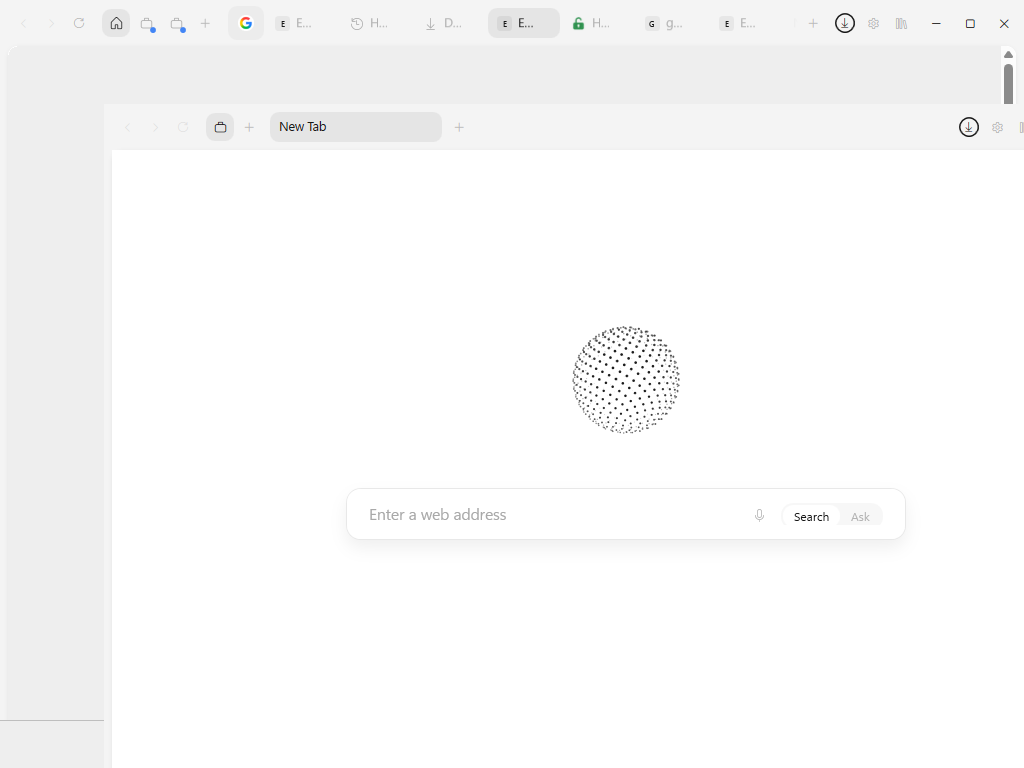 E E...
H...
D...
E E...
H...
G g...
E E...
New Tab
Enter a web address
Search Ask